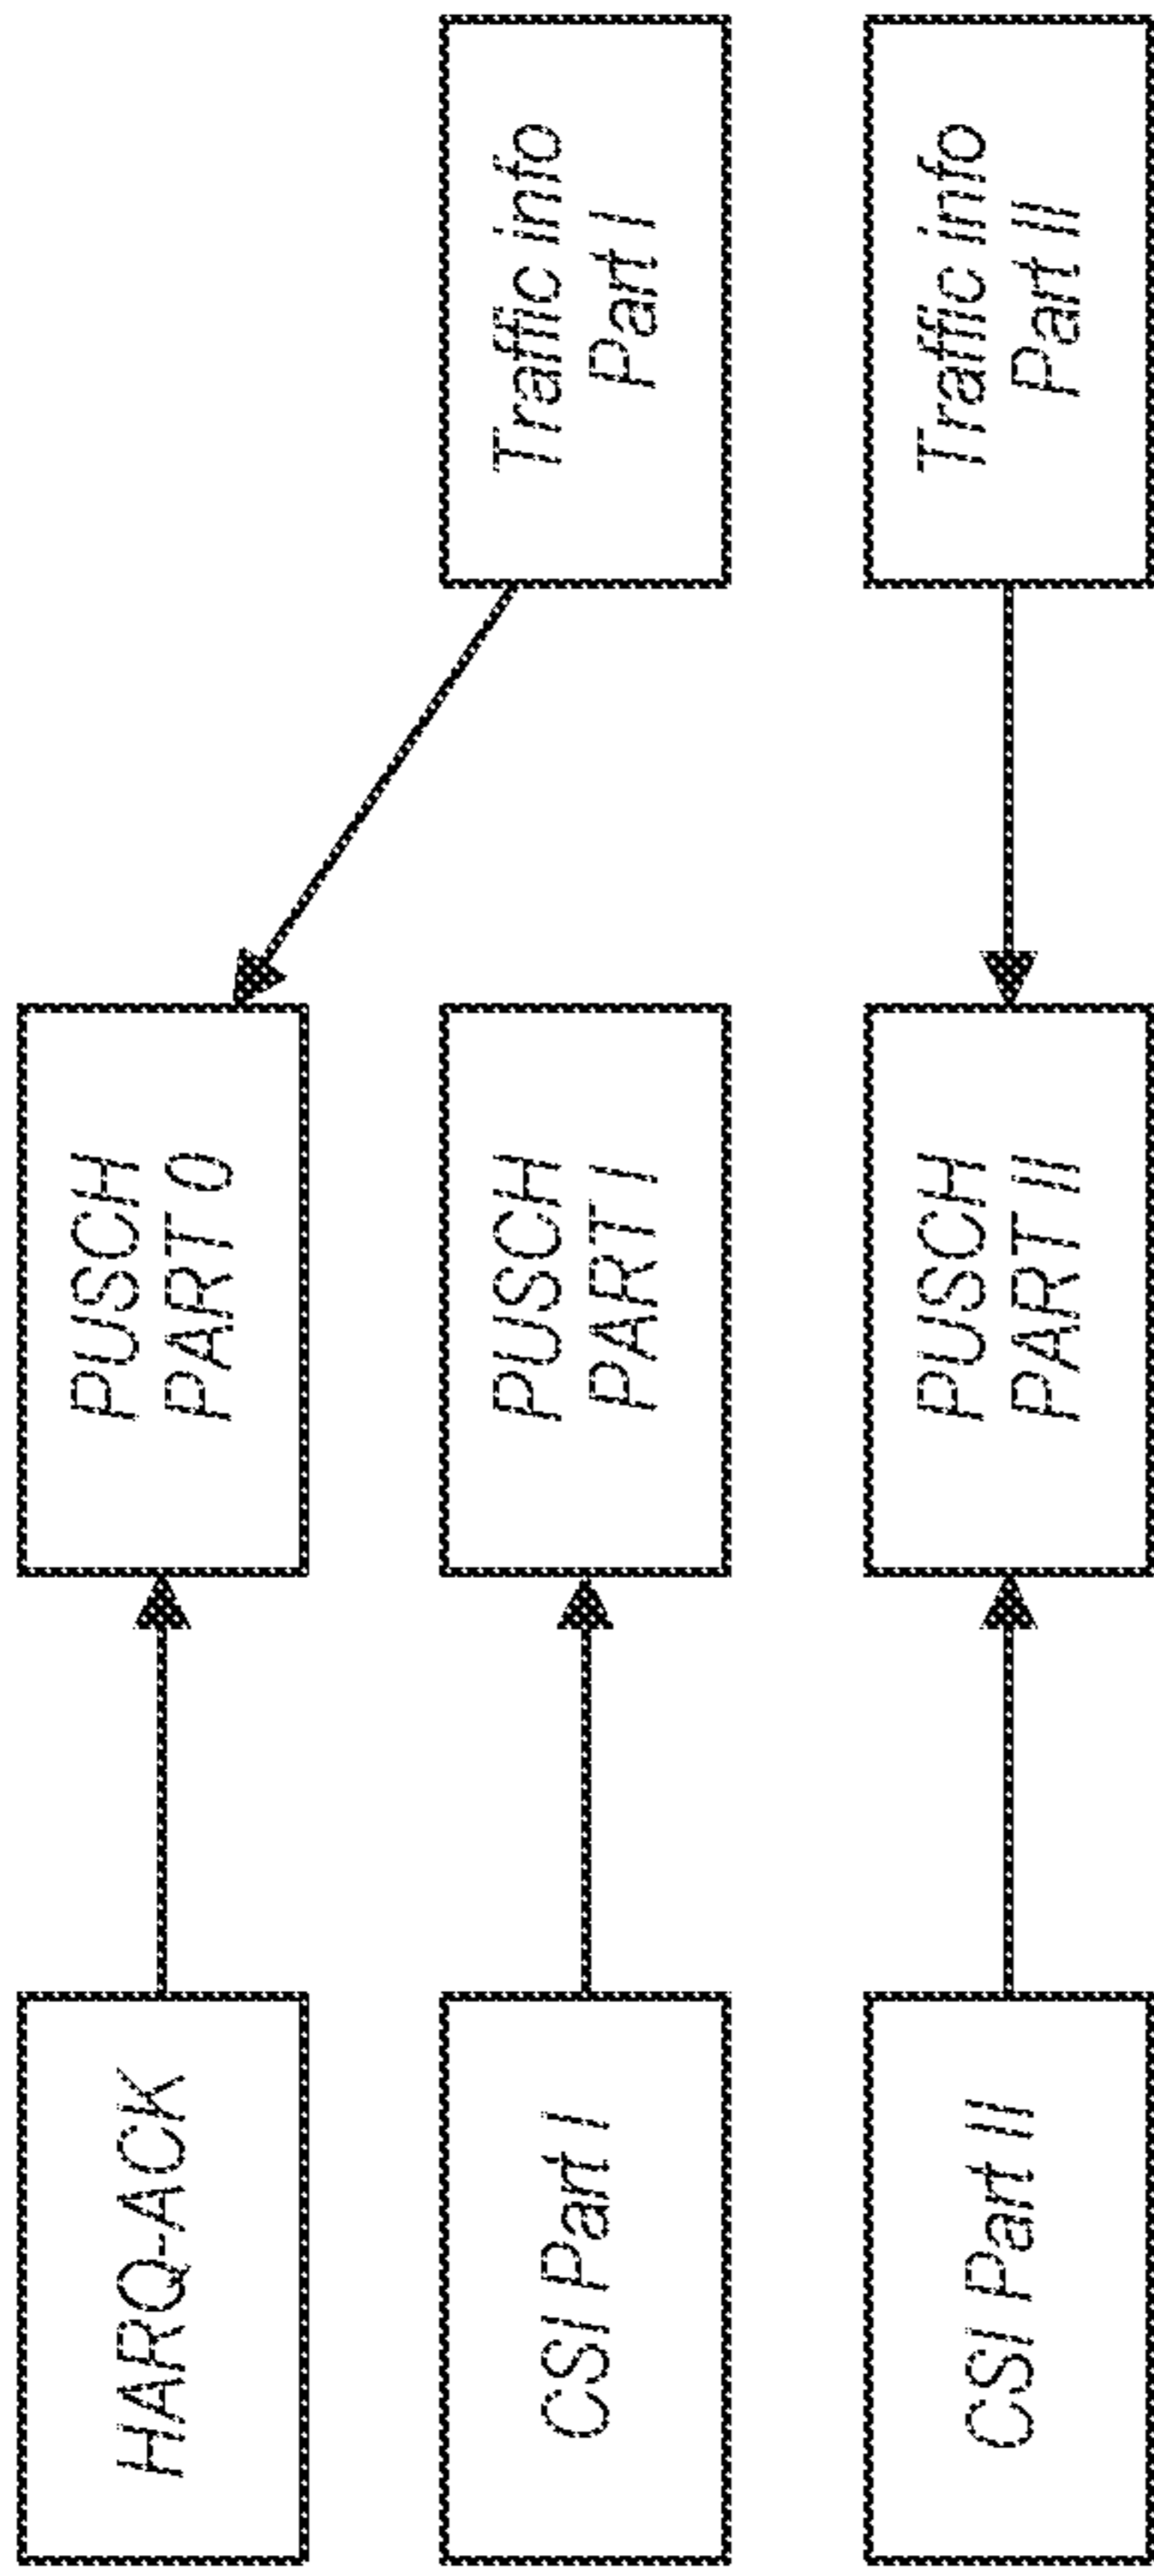 HARQ-ACK
PUSCH
PART 0
CSI Part I
PUSCH
PART I
Traffic info
Part I
CSI Part II
PUSCH
PART II
Traffic info
Part II